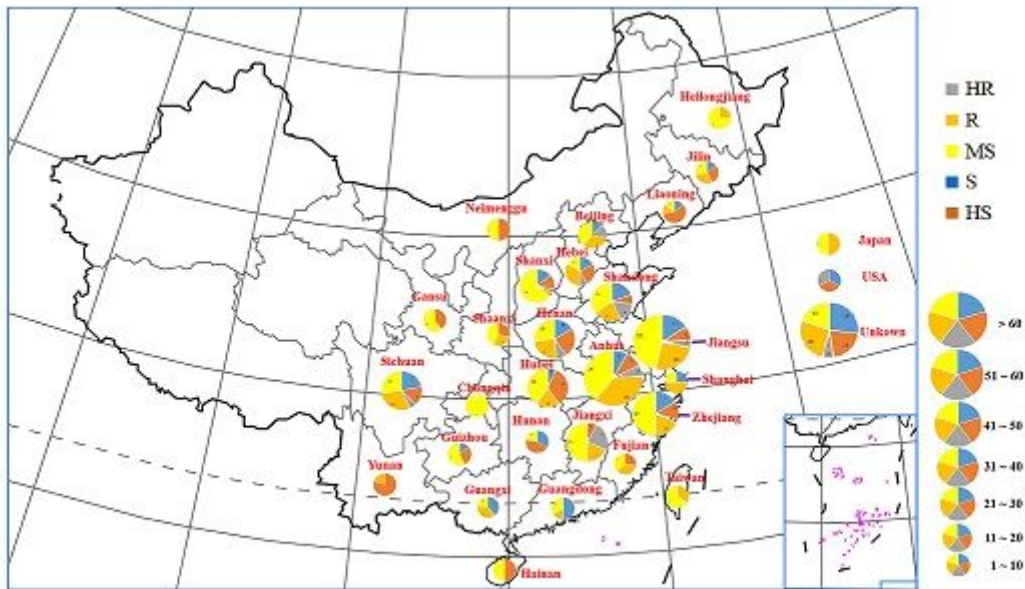 HR
R
MS
S
HS
Heilongjiang
Jilin
Liaoning
Neimenggu
Beijing
Hebei
Shanxi
Shandong
Gansu
Shaanxi
Henan
Jiangsu
Anhui
Shanghai
Hubei
Sichuan
Chongqin
Zhejiang
Hunan
Jiangxi
Guizhou
Fujian
Yunan
Guangxi
Guangdong
Taiwan
Hainan
Japan
USA
Unkown
> 60
51 ~ 60
41 ~ 50
31 ~ 40
21 ~ 30
11 ~ 20
1 ~ 10